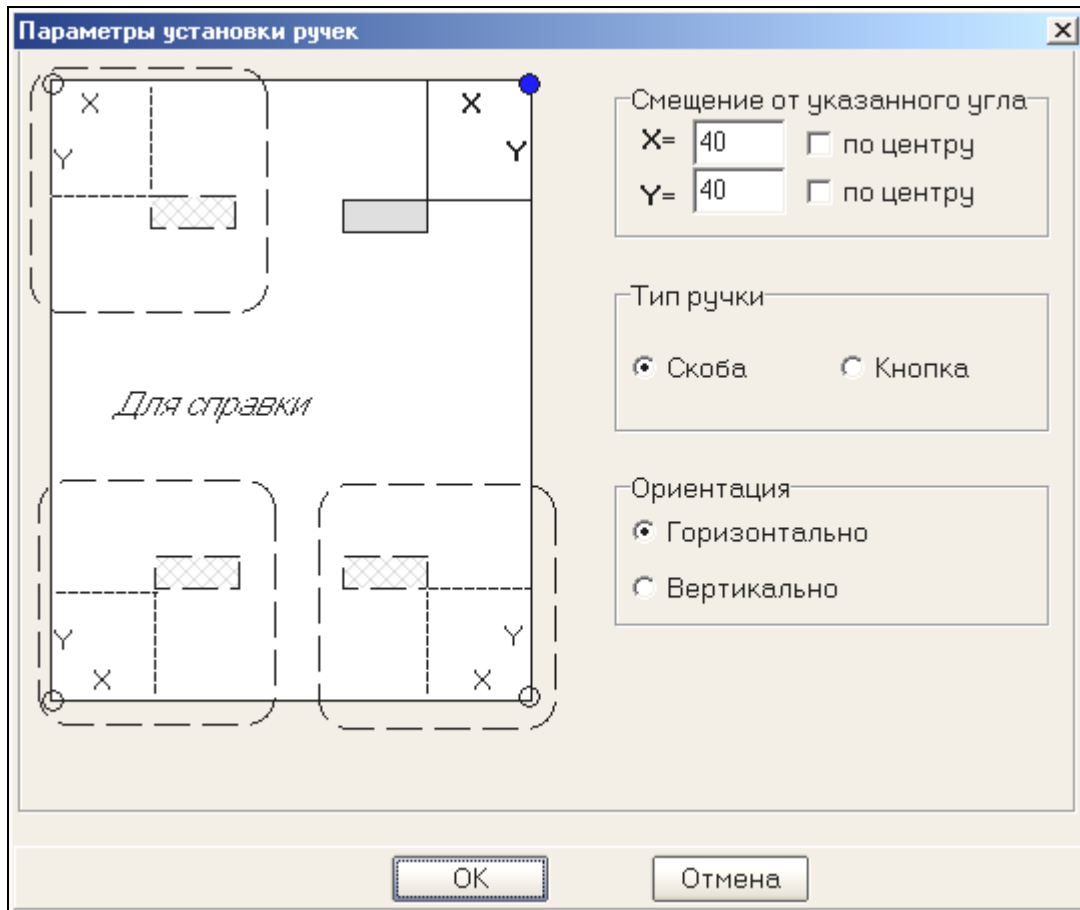 Параметры установки ручек
X
Y
X
Y
Смещение от указанного угла
X= 40 по центру
Y= 40 по центру
Тип ручки
Скоба Кнопка
Для справки
Ориентация
Горизонтально
Вертикально
Y
X
Y
X
OK Отмена